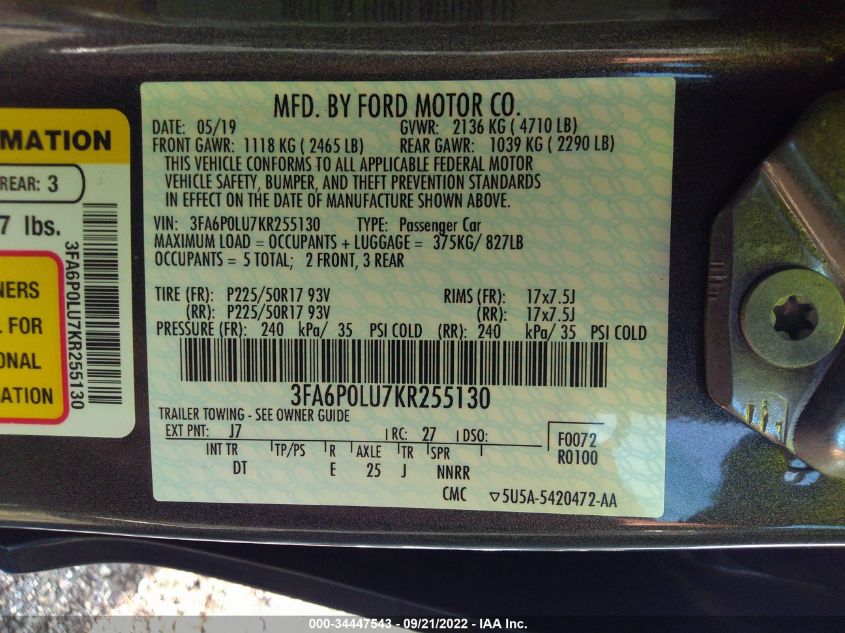 MATION
REAR: 3
7 lbs.
NERS
L FOR
ONAL
ATION
3FA6P0LU7KR255130
MFD. BY FORD MOTOR CO.
DATE: 05/19 GVWR: 2136 KG ( 4710 LB)
FRONT GAWR: 1118 KG ( 2465 LB) REAR GAWR: 1039 KG ( 2290 LB)
THIS VEHICLE CONFORMS TO ALL APPLICABLE FEDERAL MOTOR
VEHICLE SAFETY, BUMPER, AND THEFT PREVENTION STANDARDS
IN EFFECT ON THE DATE OF MANUFACTURE SHOWN ABOVE.
VIN: 3FA6P0LU7KR255130 TYPE: Passenger Car
MAXIMUM LOAD = OCCUPANTS + LUGGAGE = 375KG/ 827LB
OCCUPANTS = 5 TOTAL; 2 FRONT, 3 REAR
TIRE (FR): P225/50R17 93V RIMS (FR): 17x7.5J
(RR): P225/50R17 93V (RR): 17x7.5J
PRESSURE (FR): 240 kPa/ 35 PSI COLD (RR): 240 kPa/ 35 PSI COLD
3FA6P0LU7KR255130
TRAILER TOWING - SEE OWNER GUIDE
EXT PNT: J7 RC: 27 DSO: F0072
R0100
INT TR TP/PS R AXLE TR SPR
DT E 25 J NNRR
CMC ▽5U5A-5420472-AA
000-34447543 - 09/21/2022 - IAA Inc.